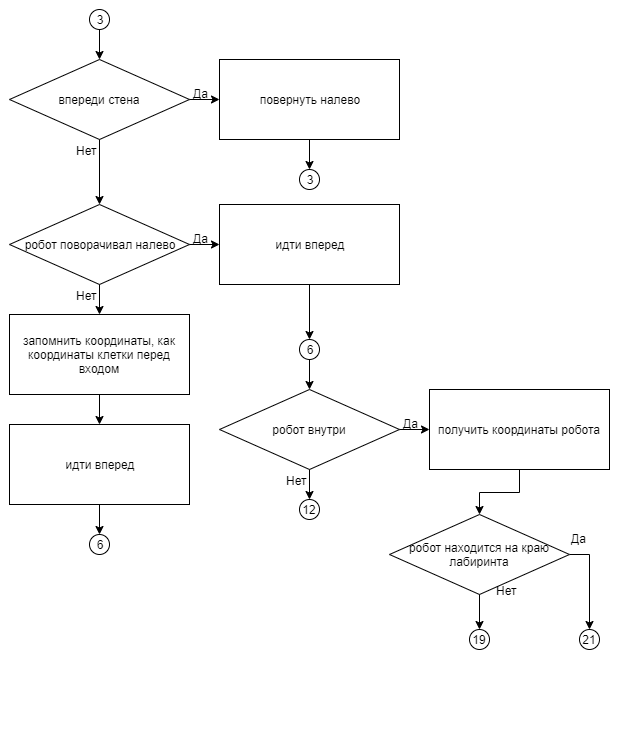 3
впереди стена
Да
повернуть налево
Нет
3
робот поворачивал налево
Да
идти вперед
Нет
запомнить координаты, как
координаты клетки перед
входом
6
робот внутри
Да
получить координаты робота
идти вперед
Нет
12
6
робот находится на краю
лабиринта
Да
Нет
19
21